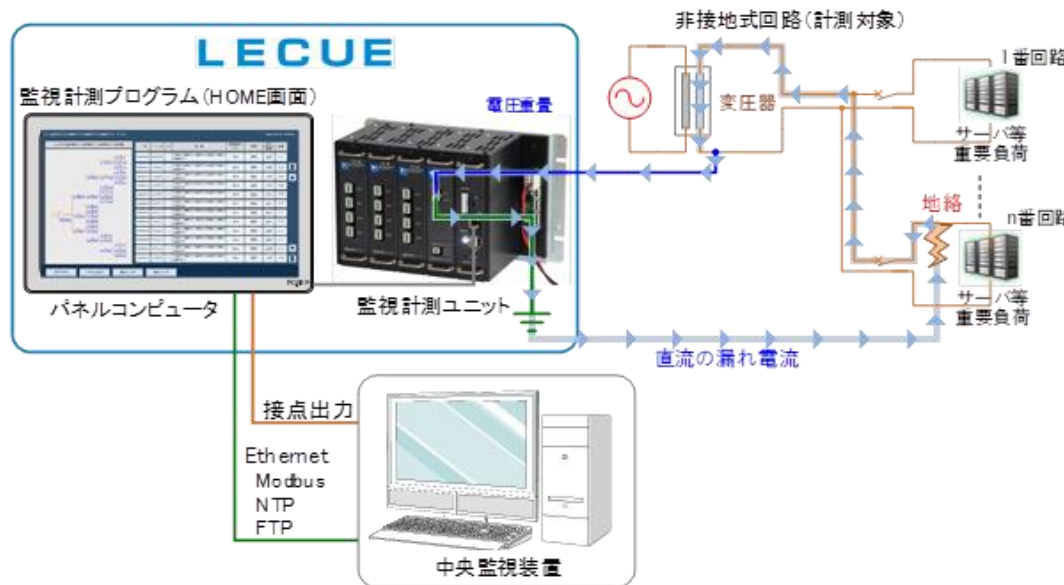 LECUE
監視計測プログラム(HOME画面)
パネルコンピュータ
電圧重畳
監視計測ユニット
非接地式回路(計測対象)
変圧器
1番回路
サーバ等
重要負荷
地絡
n番回路
サーバ等
重要負荷
直流の漏れ電流
接点出力
Ethernet
Modbus
NTP
FTP
中央監視装置